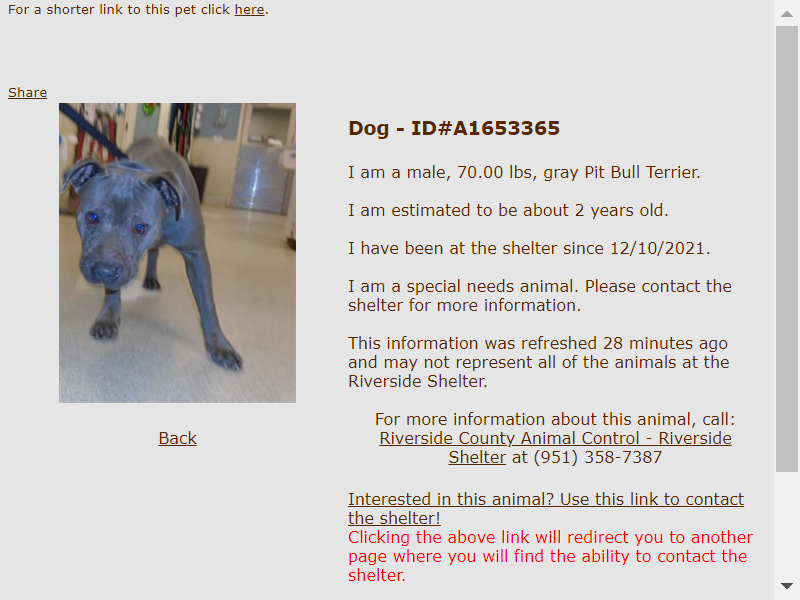 For a shorter link to this pet click here.
Share
Dog - ID#A1653365
I am a male, 70.00 lbs, gray Pit Bull Terrier.
I am estimated to be about 2 years old.
I have been at the shelter since 12/10/2021.
I am a special needs animal. Please contact the
shelter for more information.
This information was refreshed 28 minutes ago
and may not represent all of the animals at the
Riverside Shelter.
For more information about this animal, call:
Riverside County Animal Control - Riverside
Shelter at (951) 358-7387
Back
Interested in this animal? Use this link to contact
the shelter!
Clicking the above link will redirect you to another
page where you will find the ability to contact the
shelter.